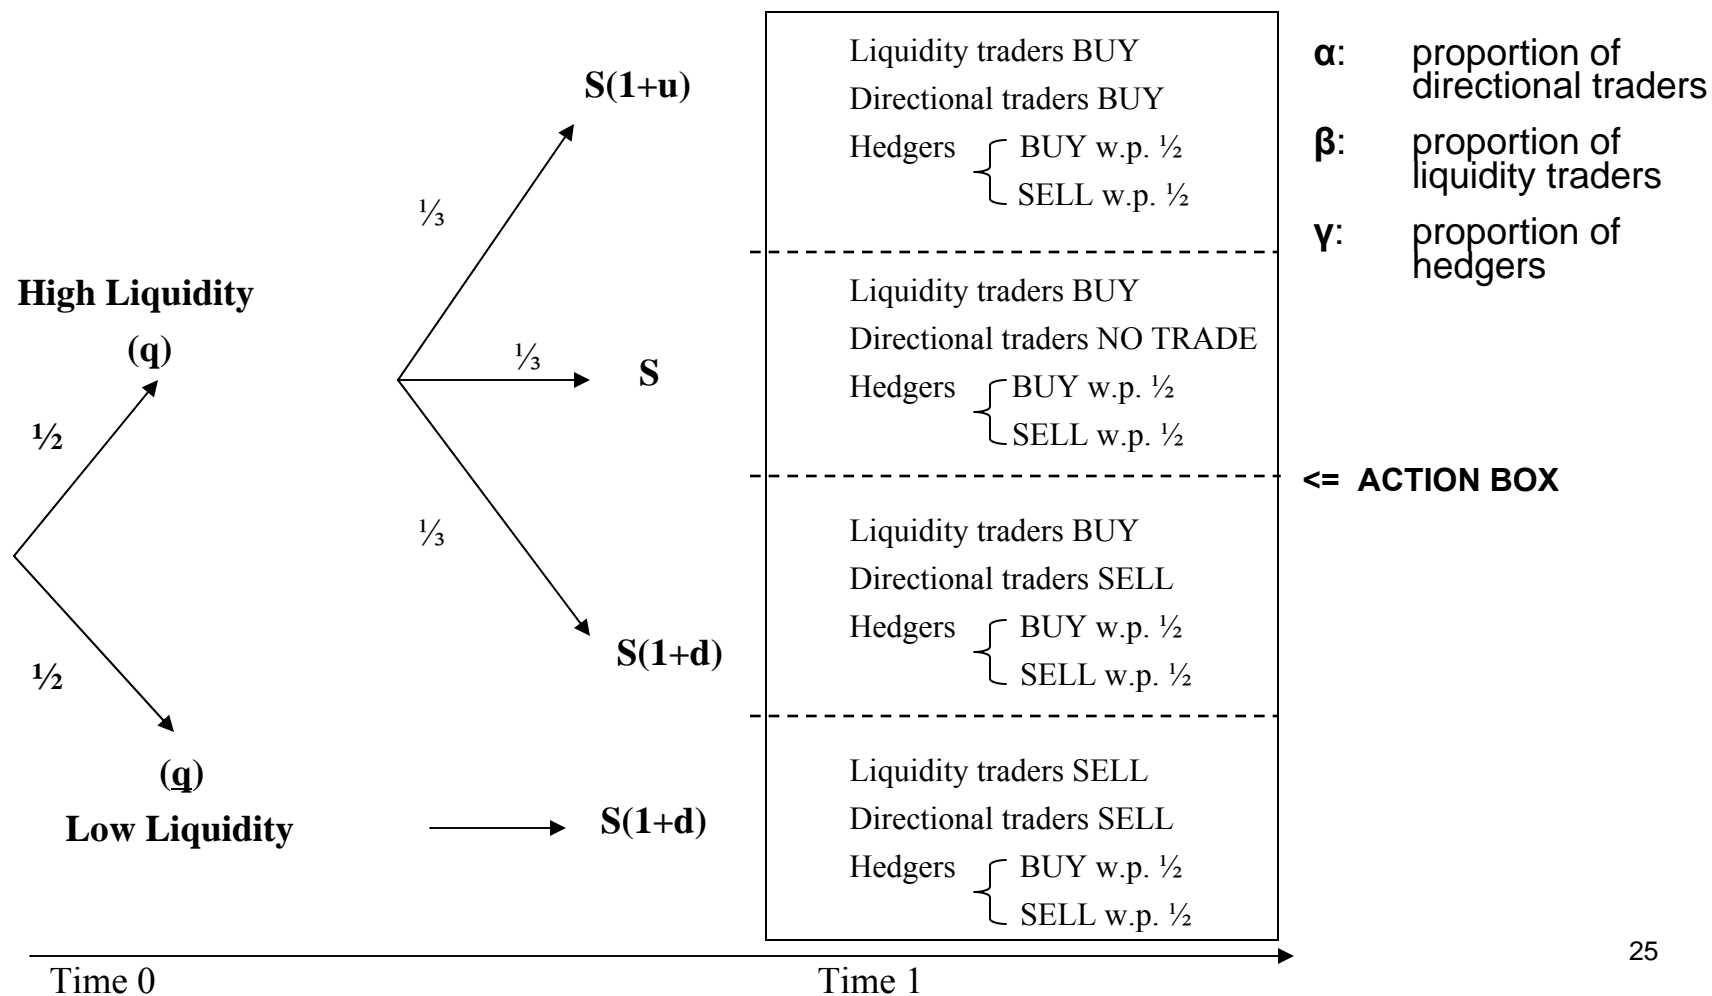 S(1+u)
⅓
High Liquidity
(q)
⅓
S
½
⅓
½
S(1+d)
(q)
Low Liquidity
S(1+d)
Liquidity traders BUY
Directional traders BUY
Hedgers BUY w.p. ½
SELL w.p. ½
Liquidity traders BUY
Directional traders NO TRADE
Hedgers BUY w.p. ½
SELL w.p. ½
Liquidity traders BUY
Directional traders SELL
Hedgers BUY w.p. ½
SELL w.p. ½
Liquidity traders SELL
Directional traders SELL
Hedgers BUY w.p. ½
SELL w.p. ½
α: proportion of
directional traders
β: proportion of
liquidity traders
γ: proportion of
hedgers
<= ACTION BOX
Time 0
Time 1
25